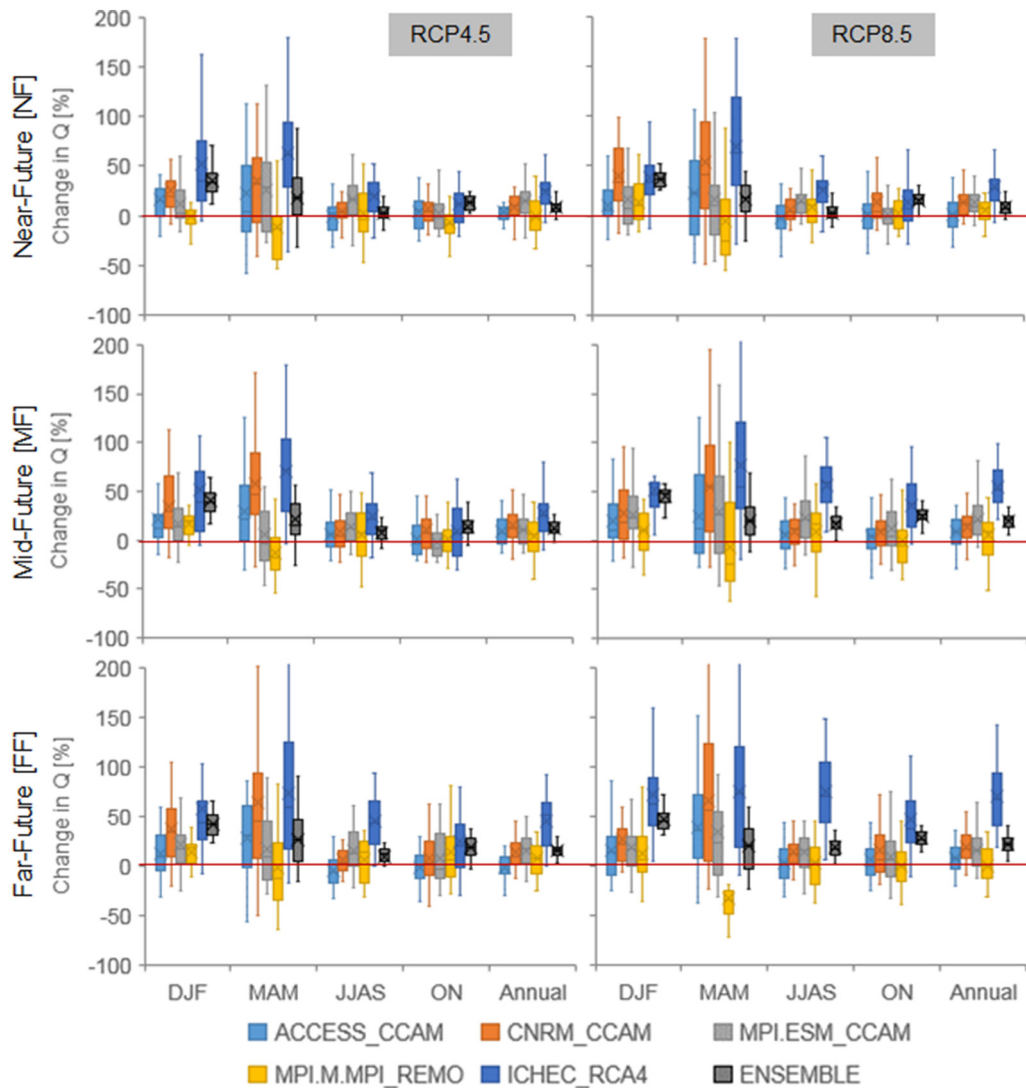 RCP4.5 RCP8.5
Near-Future [NF]
Change in Q [%]
200
150
100
50
0
-50
-100
Mid-Future [MF]
Change in Q [%]
200
150
100
50
0
-50
-100
Far-Future [FF]
Change in Q [%]
200
150
100
50
0
-50
-100
DJF MAM JJAS ON Annual DJF MAM JJAS ON Annual
ACCESS_CCAM CNRM_CCAM MPI.ESM_CCAM
MPI.M.MPI_REMO ICHEC_RCA4 ENSEMBLE